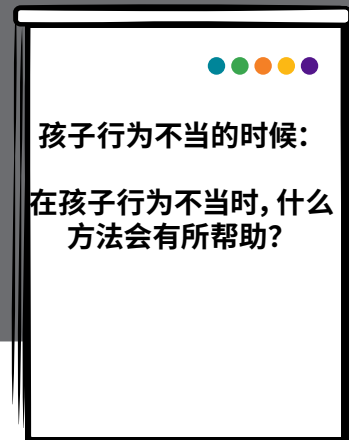 孩子行为不当的时候：
在孩子行为不当时，什么
方法会有所帮助？